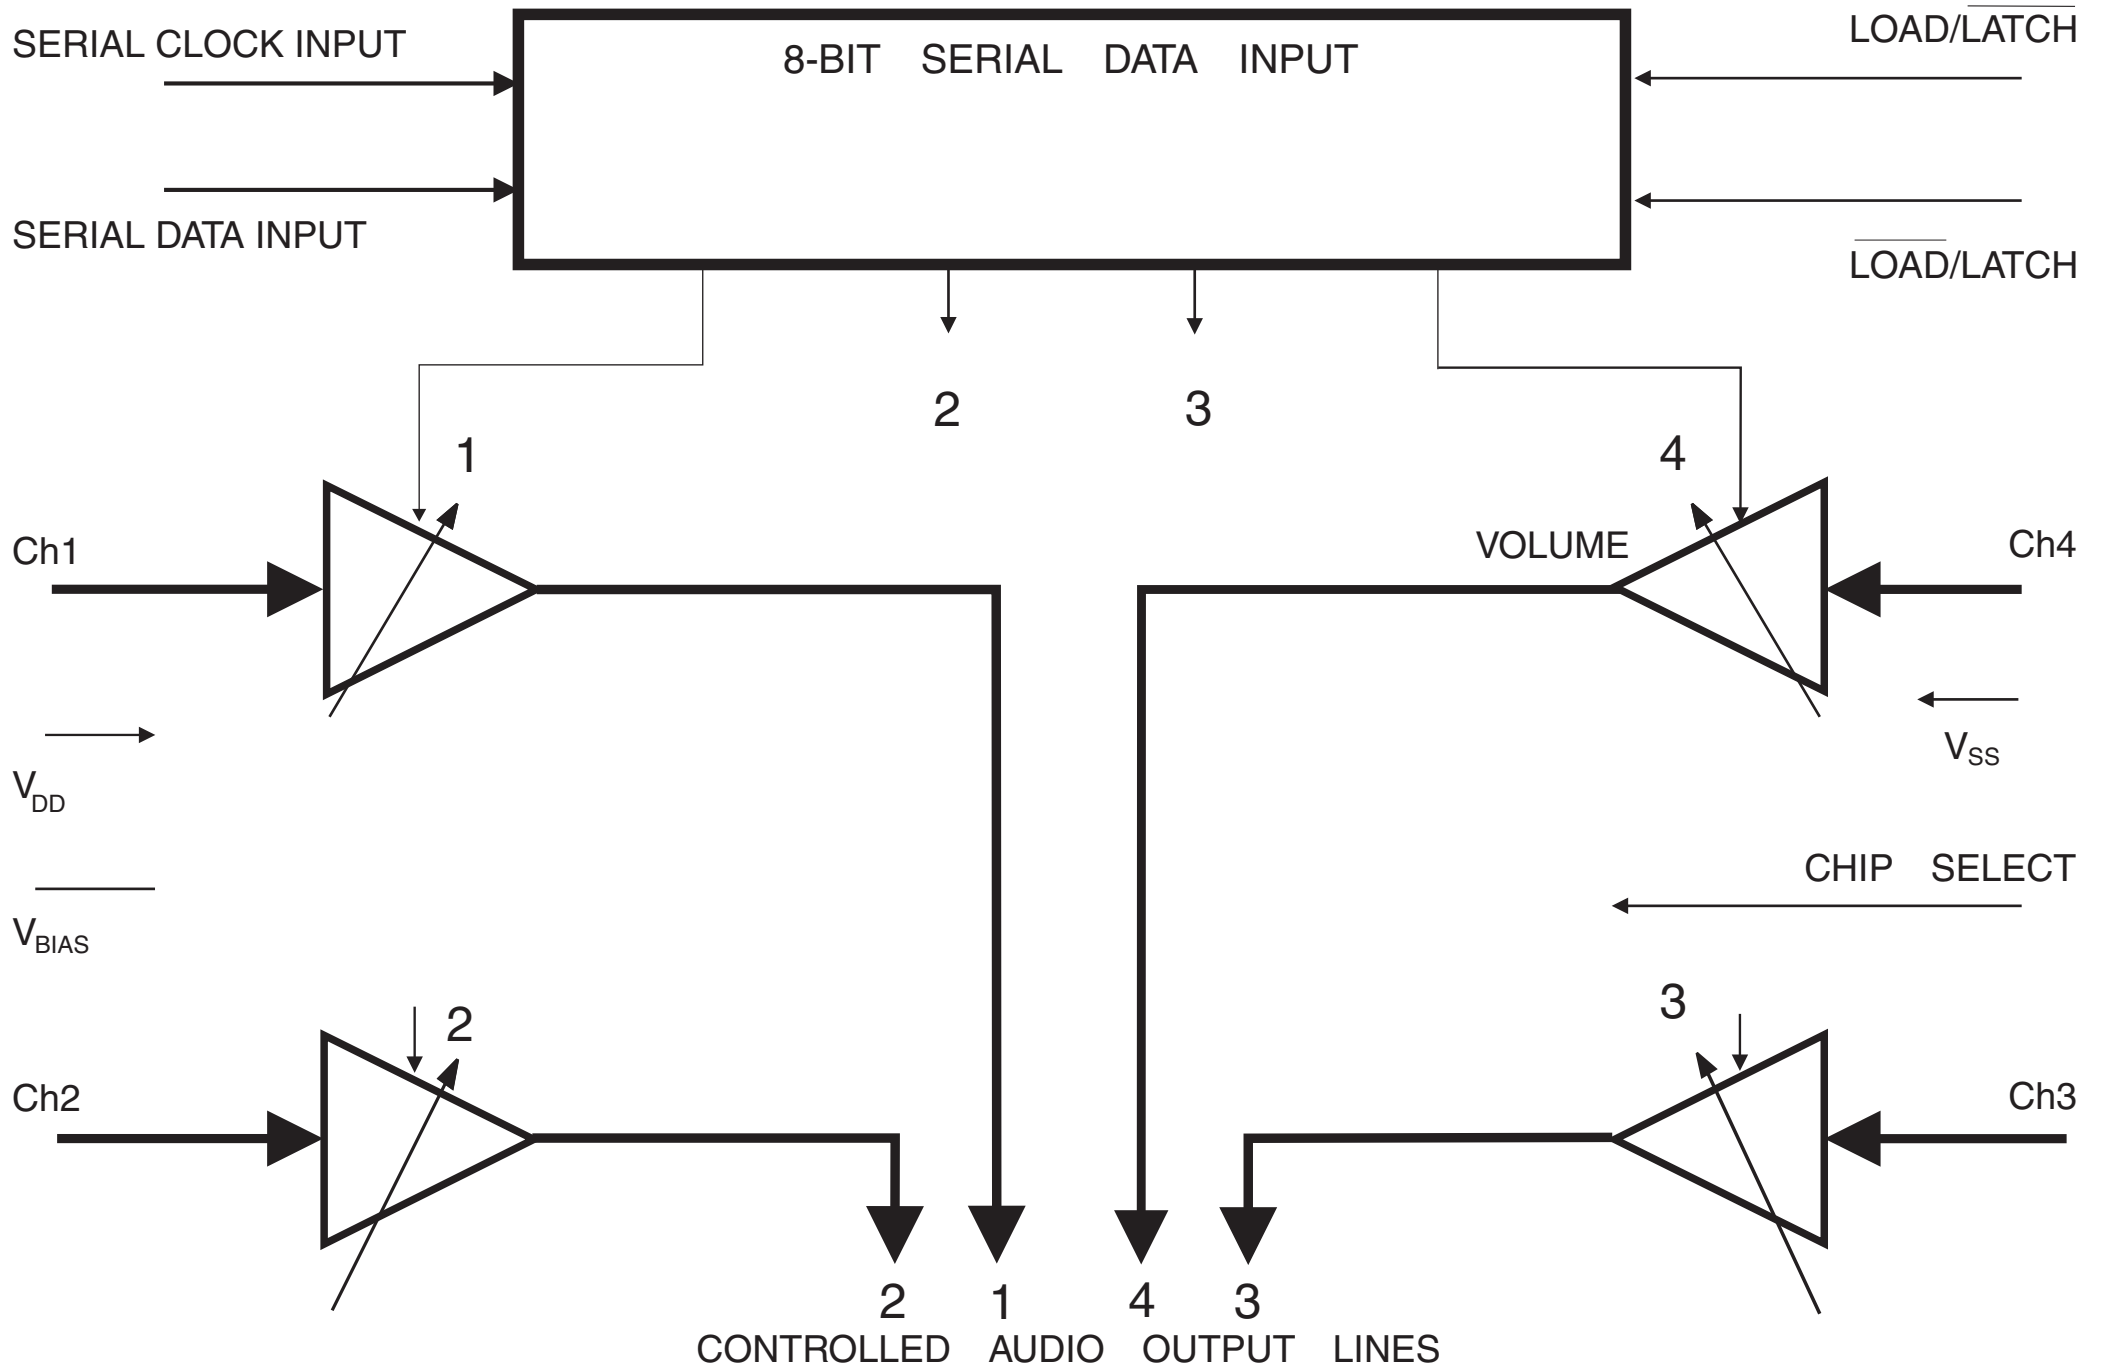 SERIAL CLOCK INPUT
8-BIT SERIAL DATA INPUT
LOAD/LATCH
SERIAL DATA INPUT
LOAD/LATCH
2
3
1
4
Ch1
VOLUME
Ch4
VSS
VDD
CHIP SELECT
VBIAS
2
3
Ch2
Ch3
2 1 4 3
CONTROLLED AUDIO OUTPUT LINES